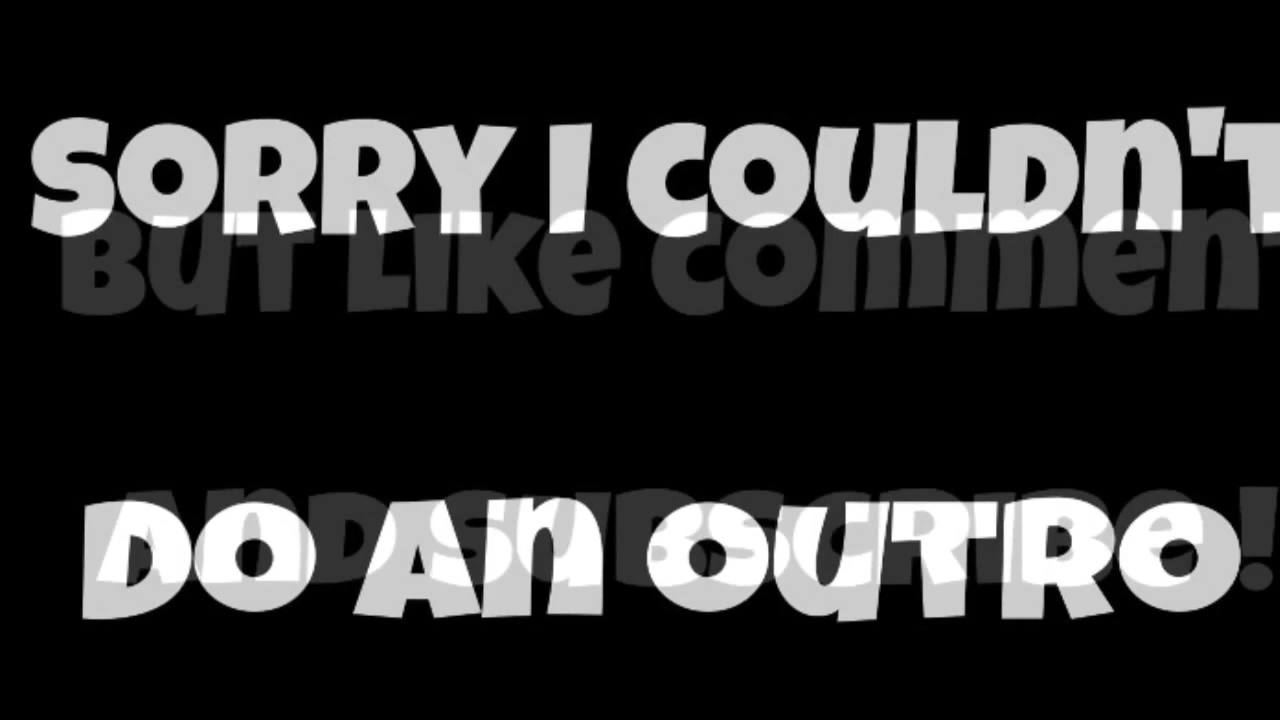 SORRY I COULDN'T
BUT LIKE COMMENT
DO AN OUTRO
AND SUBSCRIBE !